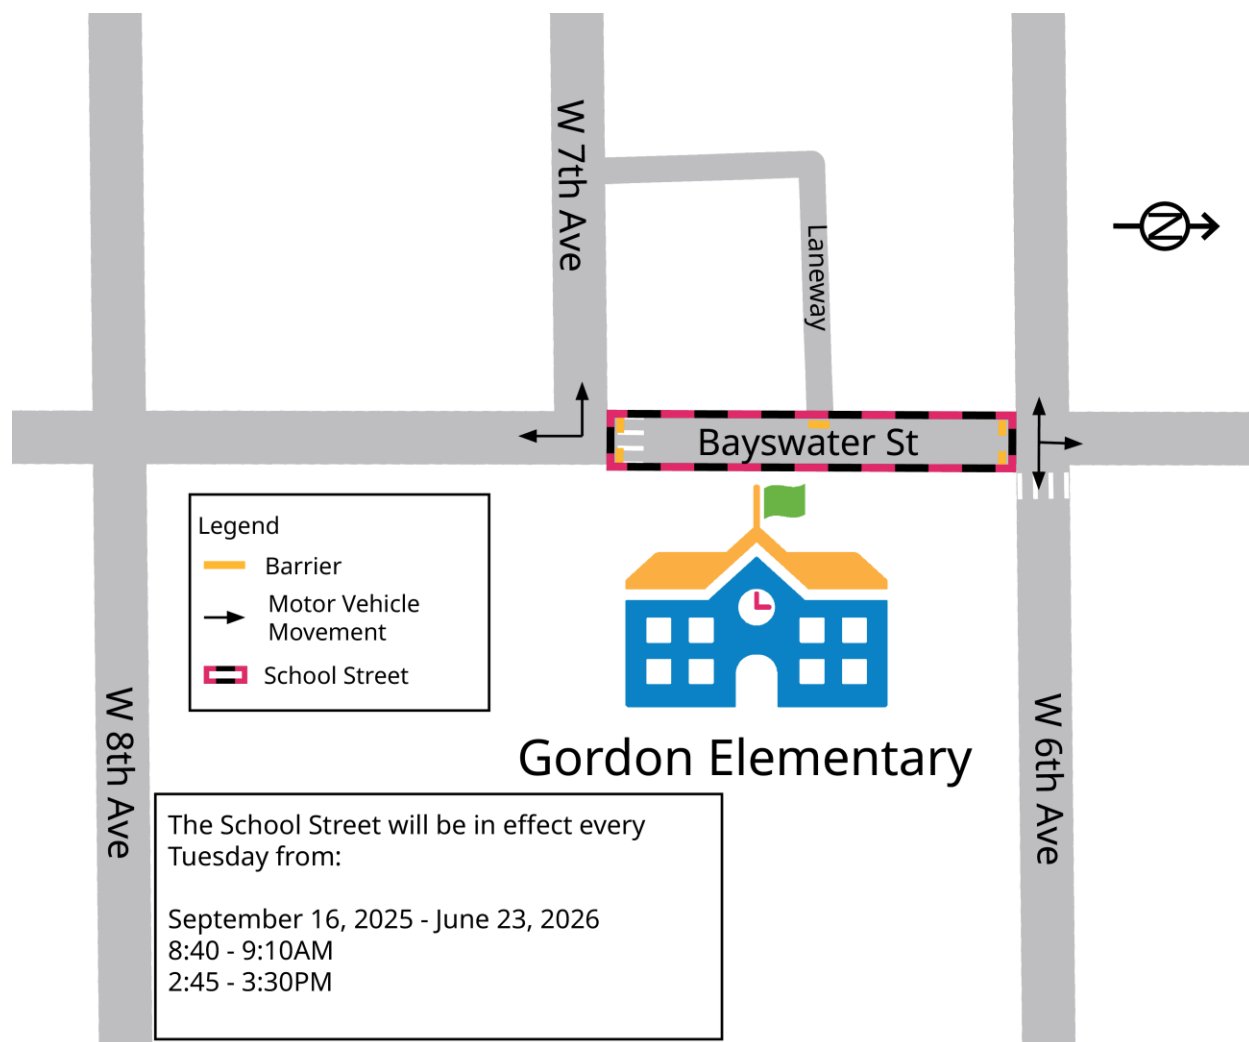 W 7th Ave
Laneway
N
Bayswater St
Legend
Barrier
Motor Vehicle
Movement
School Street
W 8th Ave
W 6th Ave
Gordon Elementary
The School Street will be in effect every
Tuesday from:
September 16, 2025 - June 23, 2026
8:40 - 9:10AM
2:45 - 3:30PM